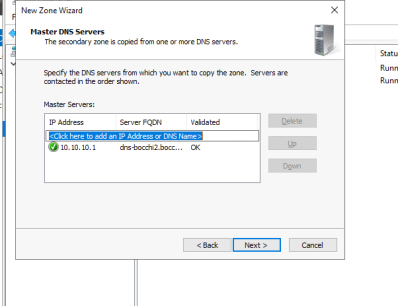 New Zone Wizard
Master DNS Servers
The secondary zone is copied from one or more DNS servers.
Specify the DNS servers from which you want to copy the zone. Servers are
contacted in the order shown.
Master Servers:
IP Address Server FQDN Validated
<Click here to add an IP Address or DNS Name>
10.10.10.1 dns-bocchi2.bocc... OK
Delete
Up
Down
< Back Next > Cancel
Statu
Runn
Runn